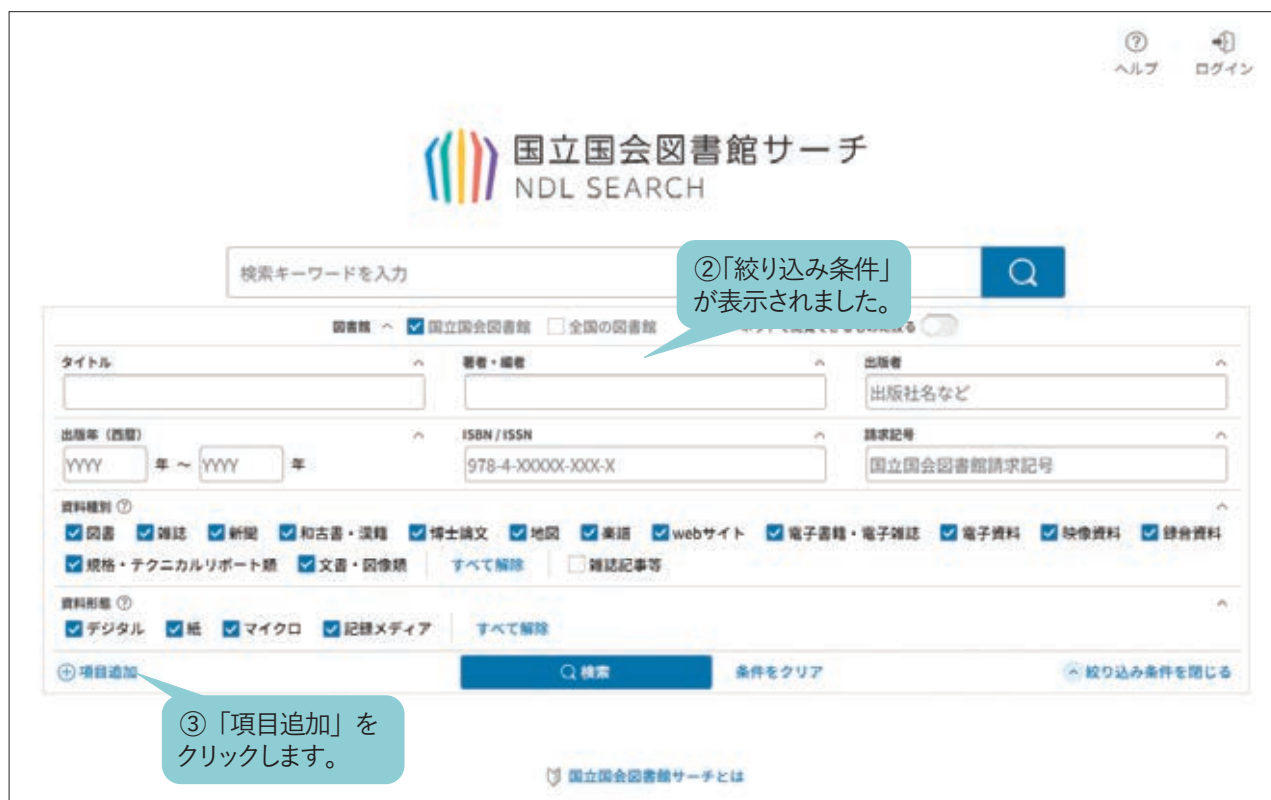 ヘルプ ログイン
国立国会図書館サーチ
NDL SEARCH
検索キーワードを入力
②「絞り込み条件」
が表示されました。
図書館 国立国会図書館 全国の図書館
タイトル 著者・編者 出版者
出版社名など
出版年（西暦） ISBN / ISSN 請求記号
YYYY 年 ～ YYYY 年 978-4-XXXXX-XXX-X 国立国会図書館請求記号
資料種別
図書 雑誌 新聞 和古書・漢籍 博士論文 地図 楽譜 webサイト 電子書籍・電子雑誌 電子資料 映像資料 録音資料
規格・テクニカルリポート類 文書・図像類 すべて解除 雑誌記事等
資料形態
デジタル 紙 マイクロ 記録メディア すべて解除
項目追加 検索 条件をクリア 絞り込み条件を閉じる
③「項目追加」を
クリックします。
国立国会図書館サーチとは